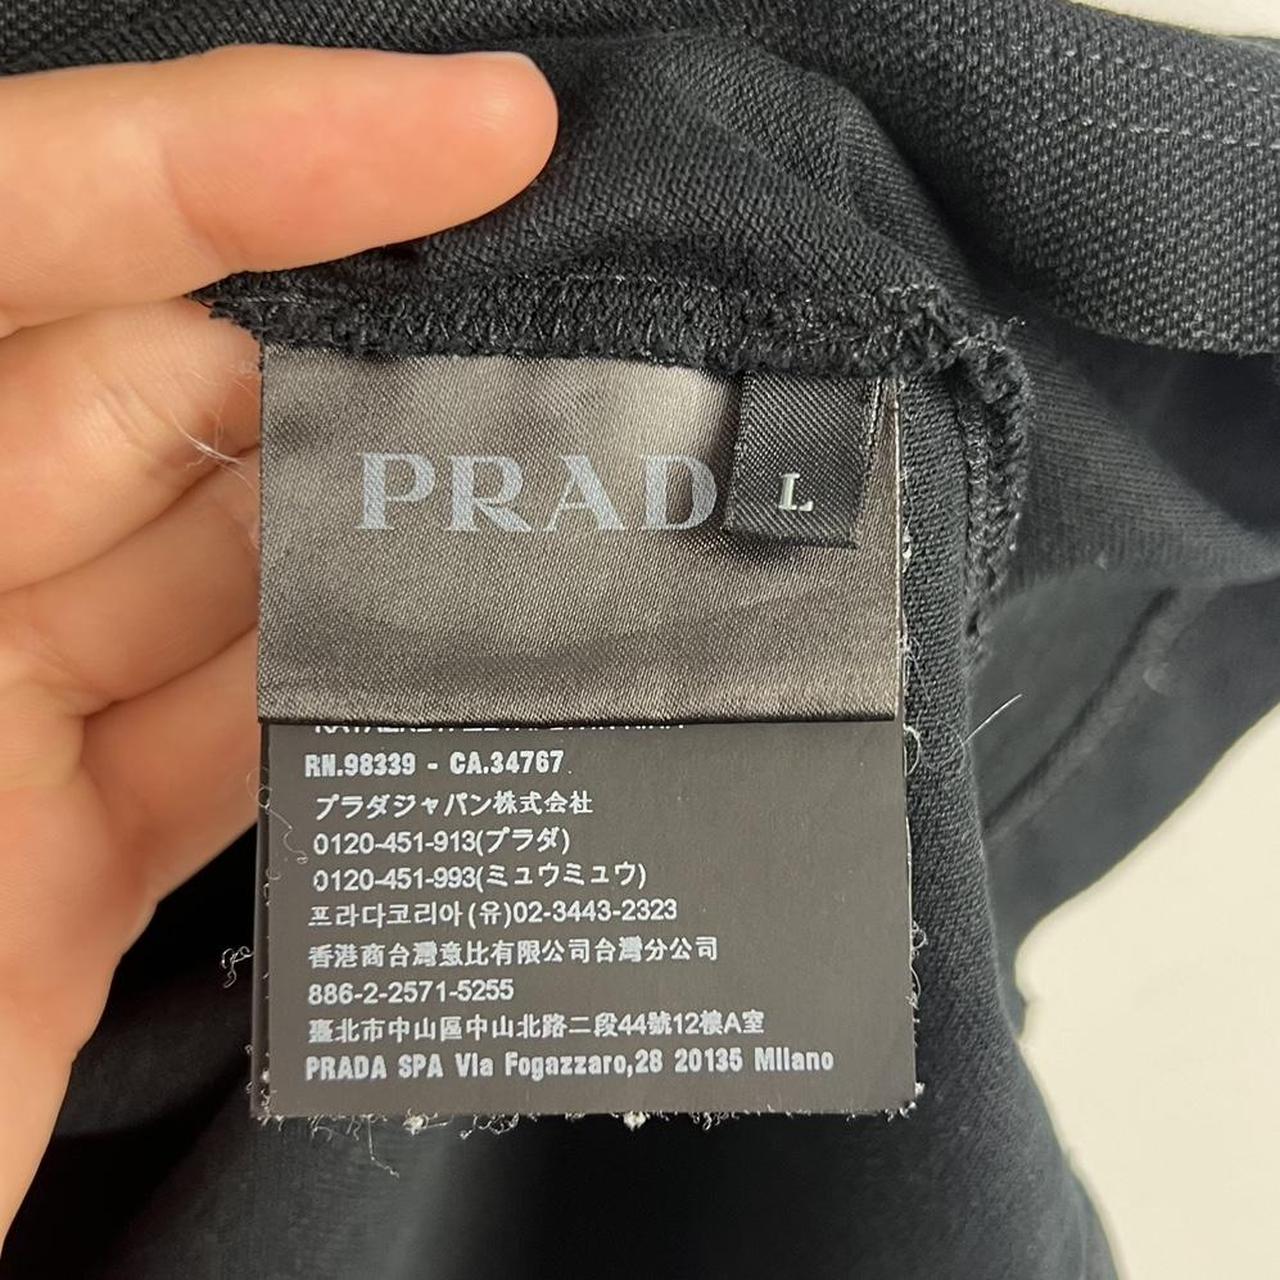 PRAD
L
RN.98339 - CA.34767
プラダジャパン株式会社
0120-451-913(プラダ)
0120-451-993(ミュウミュウ)
프라다코리아(유)02-3443-2323
香港商台灣意比有限公司台灣分公司
886-2-2571-5255
臺北市中山區中山北路二段44號12樓A室
PRADA SPA Via Fogazzaro,28 20135 Milano